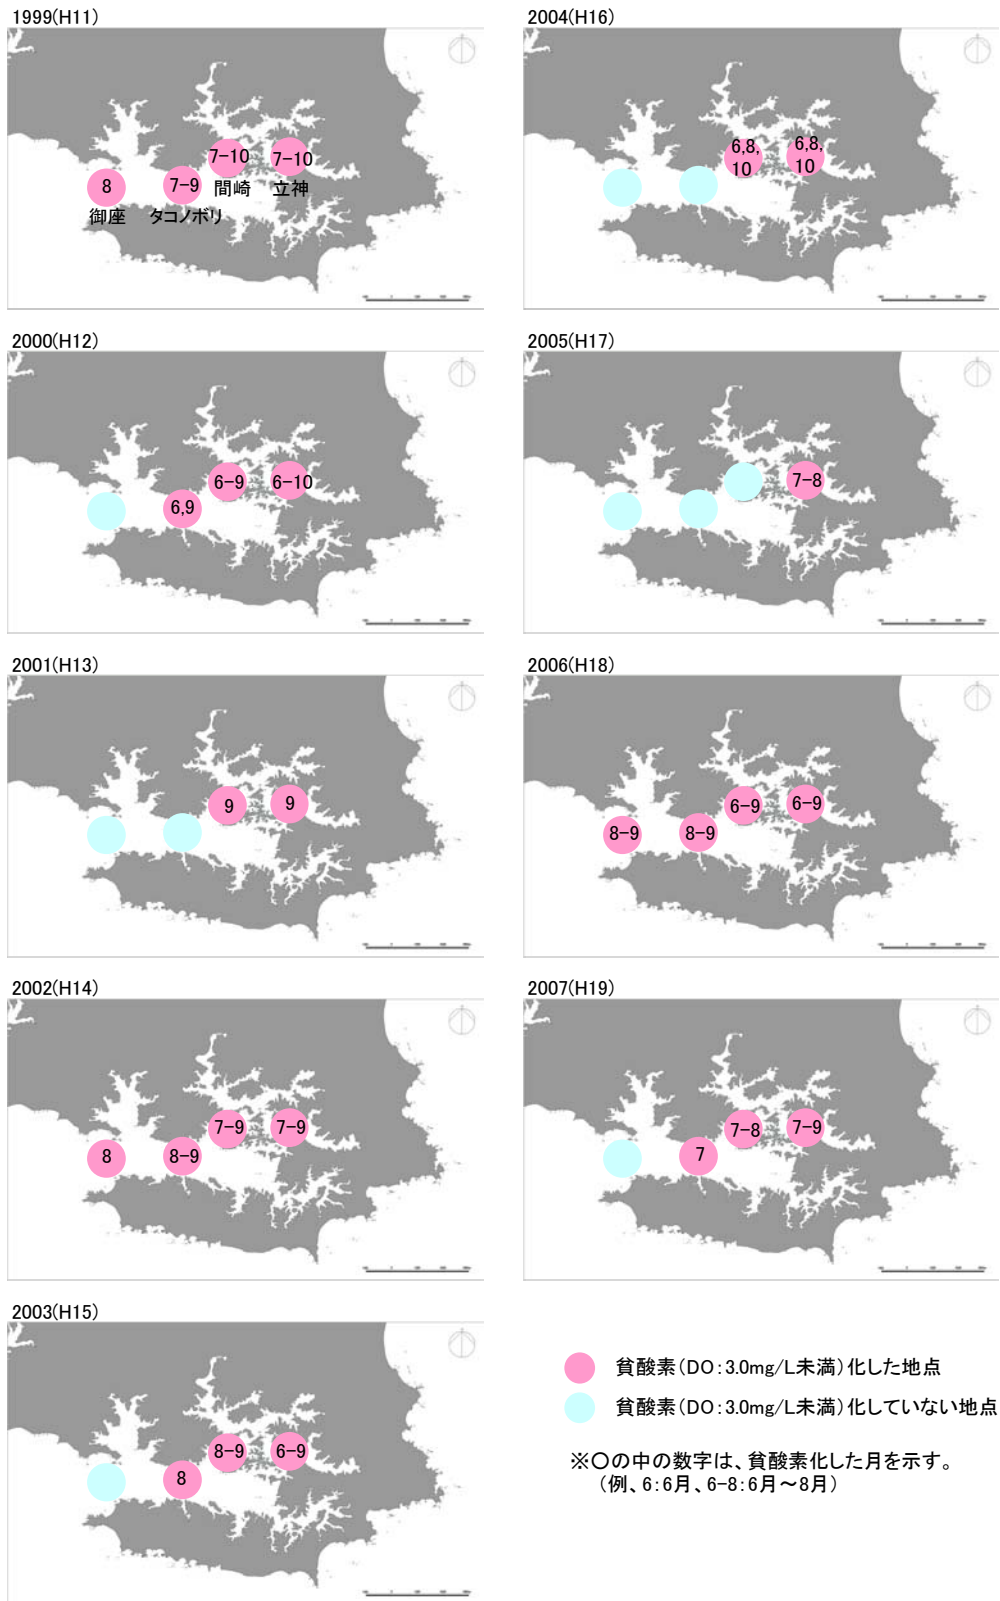 1999(H11)
7-10
7-10
8
7-9
間崎
立神
御座
タコノボリ
2004(H16)
6,8,
10
6,8,
10
2000(H12)
6-9
6-10
6,9
2005(H17)
7-8
2001(H13)
9
9
2006(H18)
6-9
6-9
8-9
8-9
2002(H14)
7-9
7-9
8
8-9
2007(H19)
7-8
7-9
7
2003(H15)
8-9
6-9
8
貧酸素(DO:3.0mg/L未満)化した地点
貧酸素(DO:3.0mg/L未満)化していない地点
※〇の中の数字は、貧酸素化した月を示す。
(例、6:6月、6-8:6月～8月)